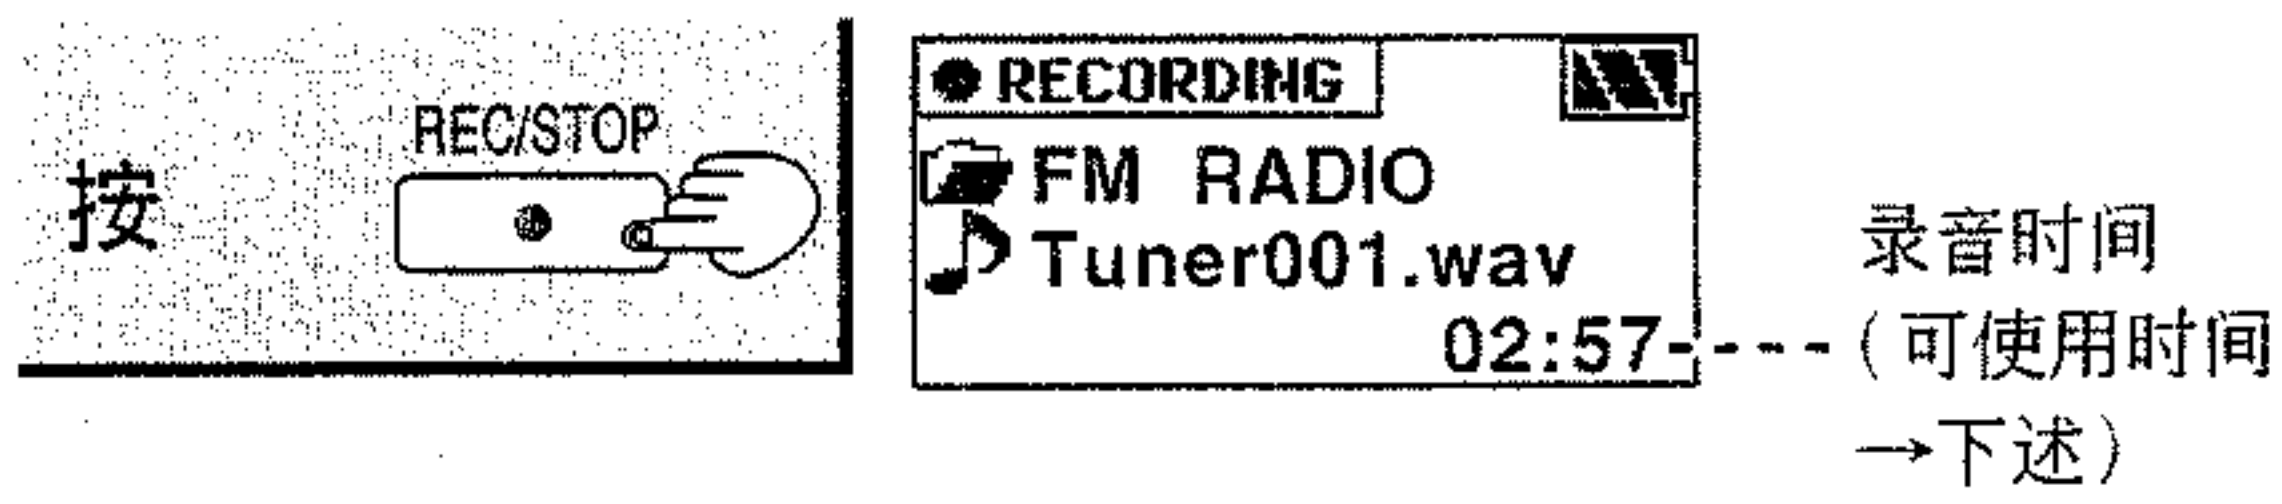 REC/STOP
按
RECORDING
FM RADIO
Tuner001.wav
02:57
录音时间
(可使用时间
→下述)